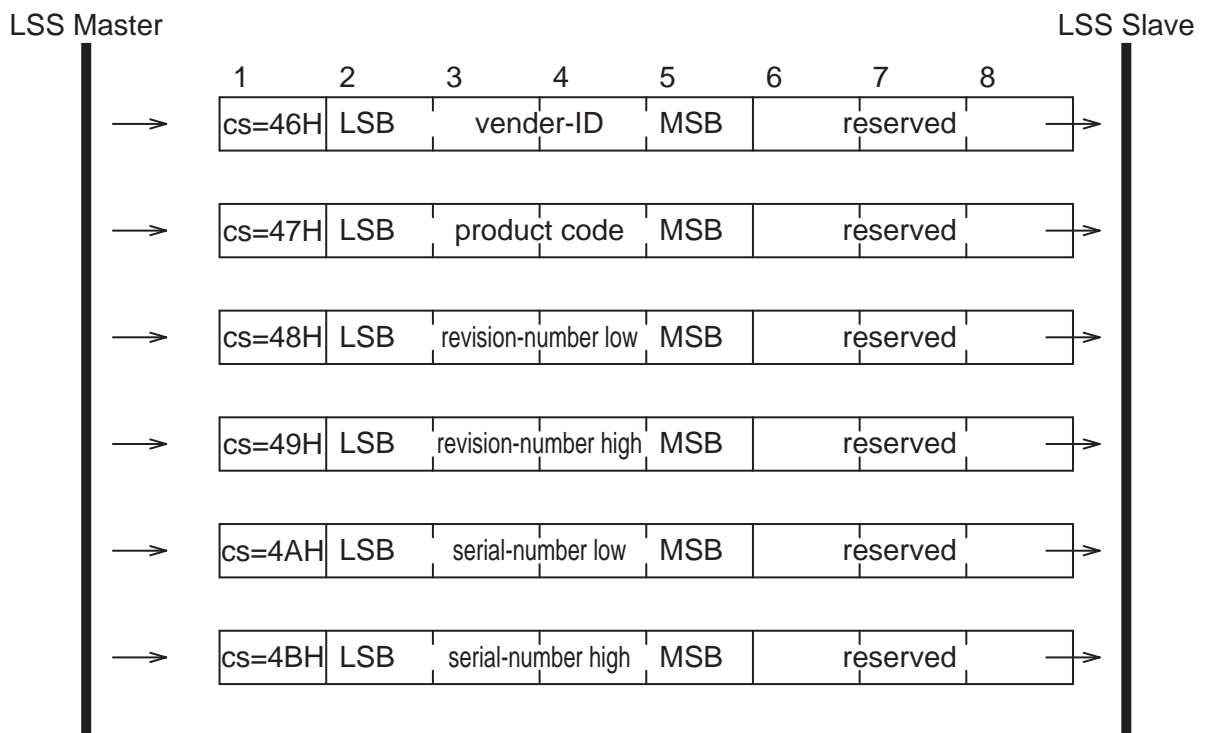 LSS Master LSS Slave
1 2 3 4 5 6 7 8
cs=46H LSB vender-ID MSB reserved
cs=47H LSB product code MSB reserved
cs=48H LSB revision-number low MSB reserved
cs=49H LSB revision-number high MSB reserved
cs=4AH LSB serial-number low MSB reserved
cs=4BH LSB serial-number high MSB reserved